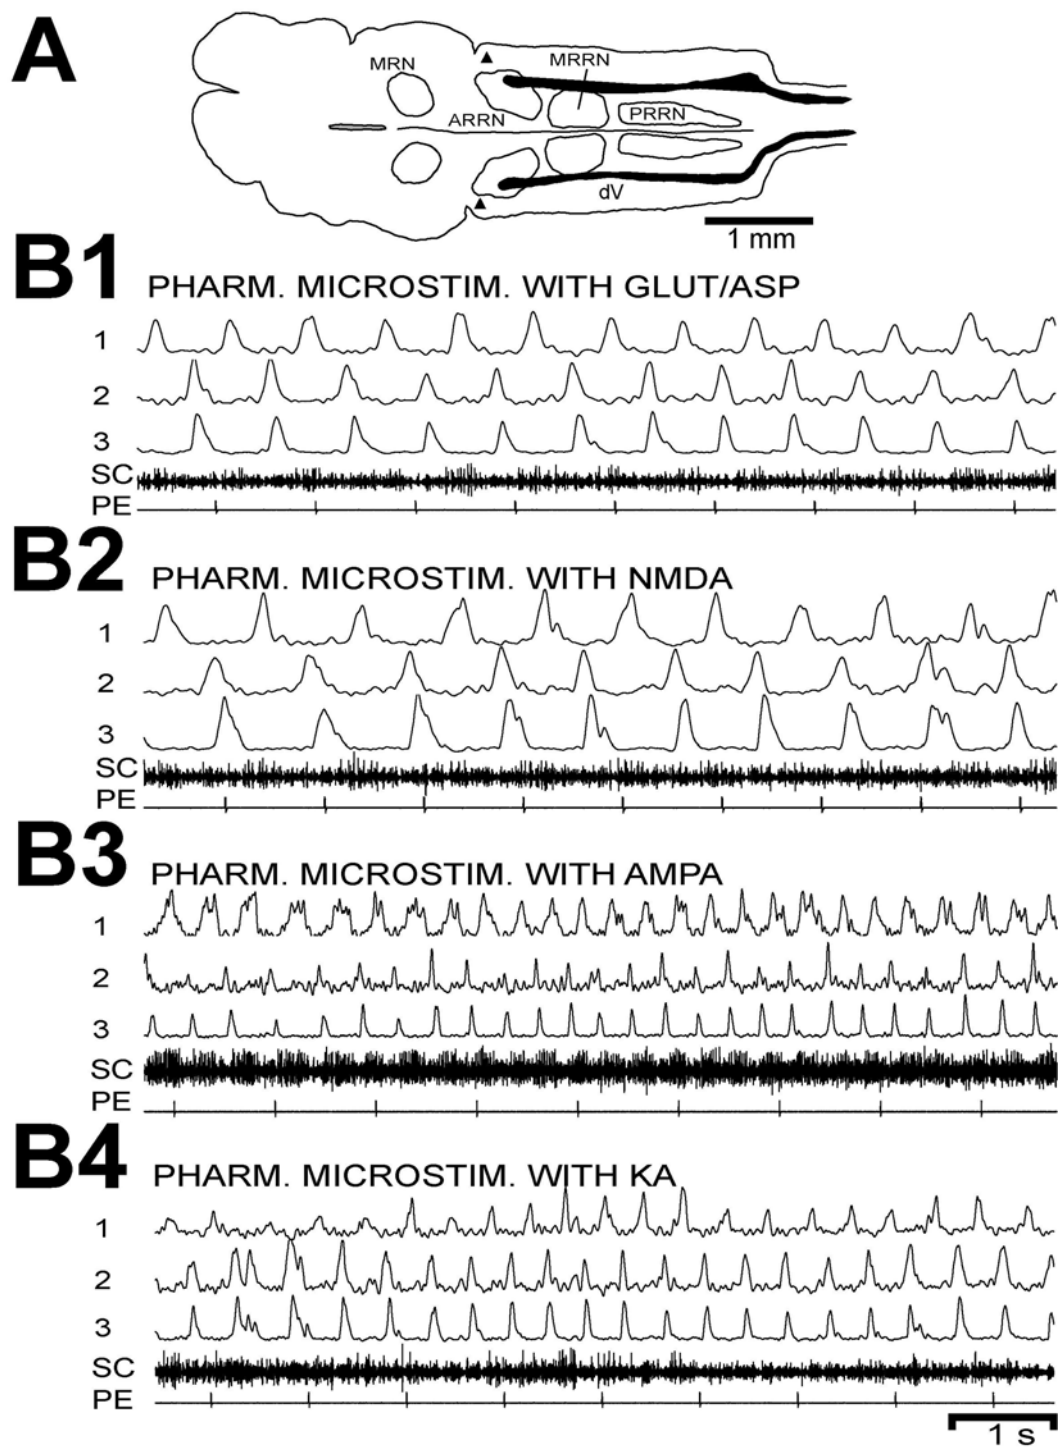 A
MRN
MRRN
ARRN
PRRN
dV
1 mm
B1
PHARM. MICROSTIM. WITH GLUT/ASP
1
2
3
SC
PE
B2
PHARM. MICROSTIM. WITH NMDA
1
2
3
SC
PE
B3
PHARM. MICROSTIM. WITH AMPA
1
2
3
SC
PE
B4
PHARM. MICROSTIM. WITH KA
1
2
3
SC
PE
1 s